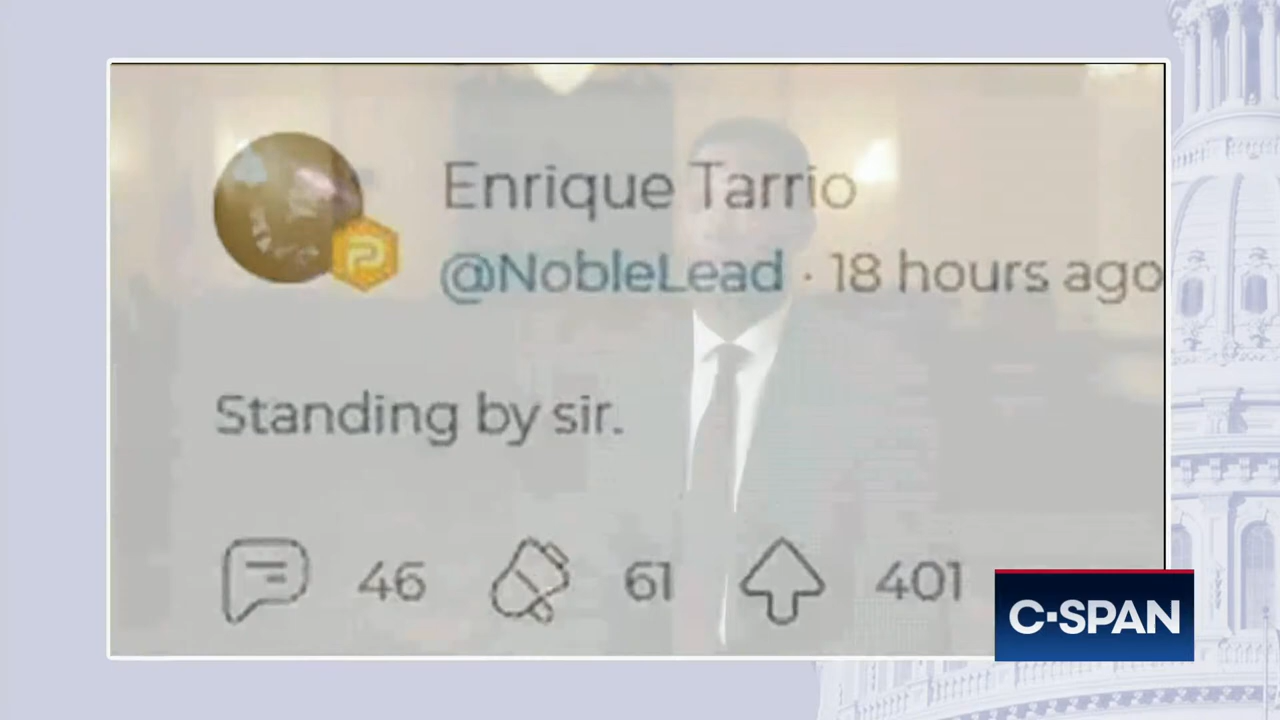 Enrique Tarrio
@NobleLead · 18 hours ago
Standing by sir.
46 61 401
C-SPAN